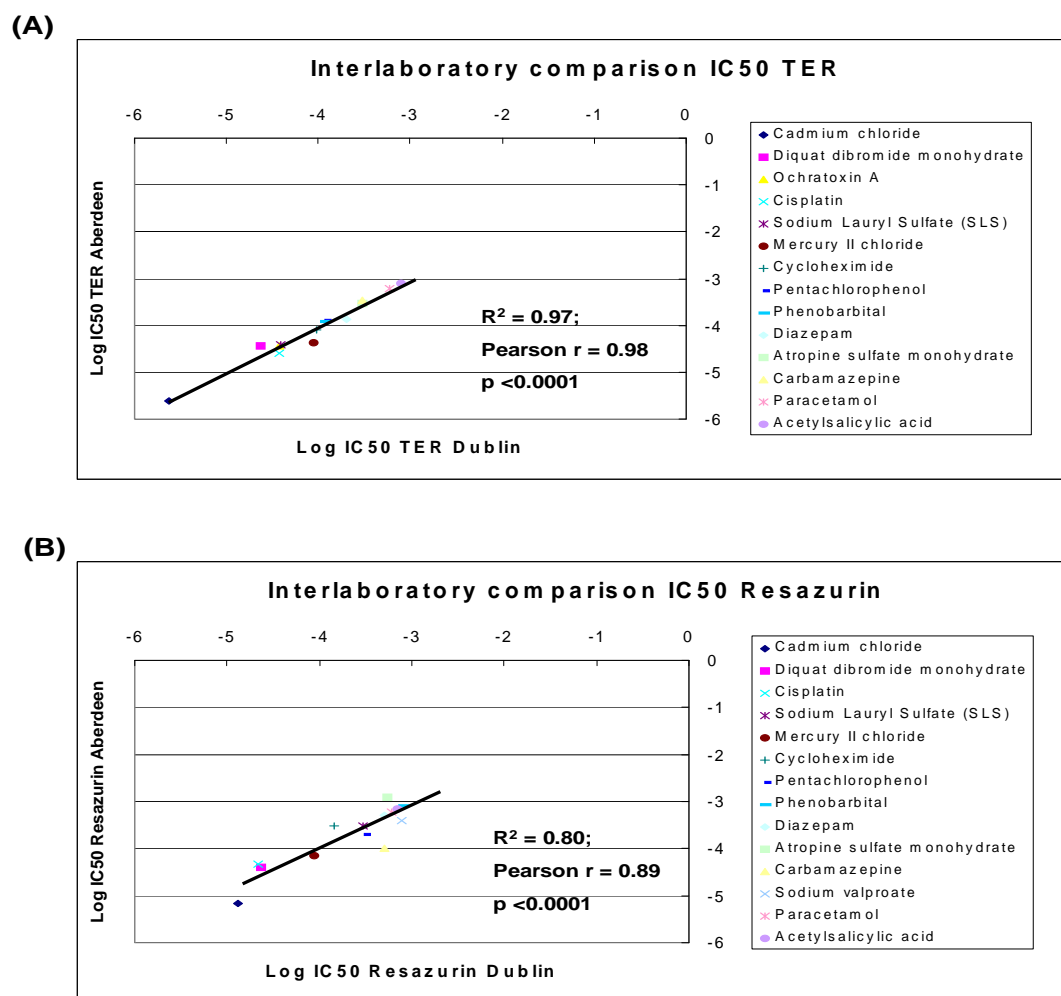 (A)
Interlaboratory comparison IC50 TER
-6 -5 -4 -3 -2 -1 0
0
-1
-2
-3
-4
-5
-6
Log IC50 TER Aberdeen
Log IC50 TER Dublin
R² = 0.97;
Pearson r = 0.98
p <0.0001
Cadmium chloride
Diquat dibromide monohydrate
Ochratoxin A
Cisplatin
Sodium Lauryl Sulfate (SLS)
Mercury II chloride
Cycloheximide
Pentachlorophenol
Phenobarbital
Diazepam
Atropine sulfate monohydrate
Carbamazepine
Paracetamol
Acetylsalicylic acid
(B)
Interlaboratory comparison IC50 Resazurin
-6 -5 -4 -3 -2 -1 0
0
-1
-2
-3
-4
-5
-6
Log IC50 Resazurin Aberdeen
Log IC50 Resazurin Dublin
R² = 0.80;
Pearson r = 0.89
p <0.0001
Cadmium chloride
Diquat dibromide monohydrate
Cisplatin
Sodium Lauryl Sulfate (SLS)
Mercury II chloride
Cycloheximide
Pentachlorophenol
Phenobarbital
Diazepam
Atropine sulfate monohydrate
Carbamazepine
Sodium valproate
Paracetamol
Acetylsalicylic acid